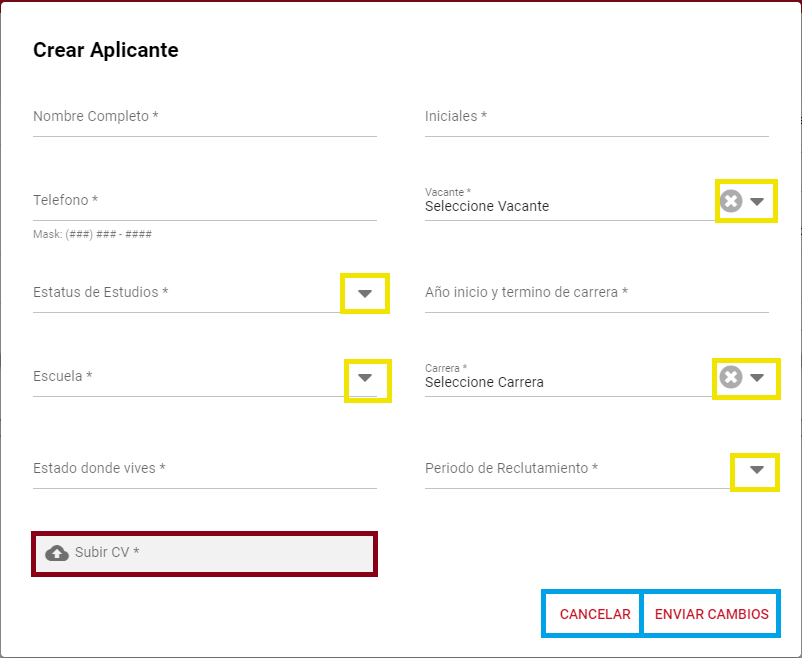 Crear Aplicante
Nombre Completo *
Iniciales *
Telefono *
Vacante *
Seleccione Vacante
Mask: (###) ### - ####
Estatus de Estudios *
Año inicio y termino de carrera *
Escuela *
Carrera *
Seleccione Carrera
Estado donde vives *
Periodo de Reclutamiento *
Subir CV *
CANCELAR
ENVIAR CAMBIOS